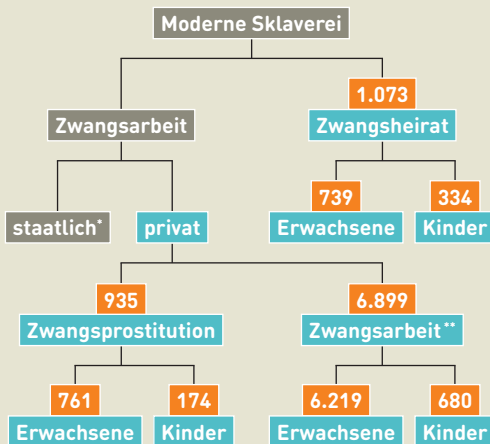 Moderne Sklaverei
1.073
Zwangsarbeit
Zwangsheirat
739
334
staatlich*
privat
Erwachsene
Kinder
935
6.899
Zwangsprostitution
Zwangsarbeit**
761
174
6.219
680
Erwachsene
Kinder
Erwachsene
Kinder